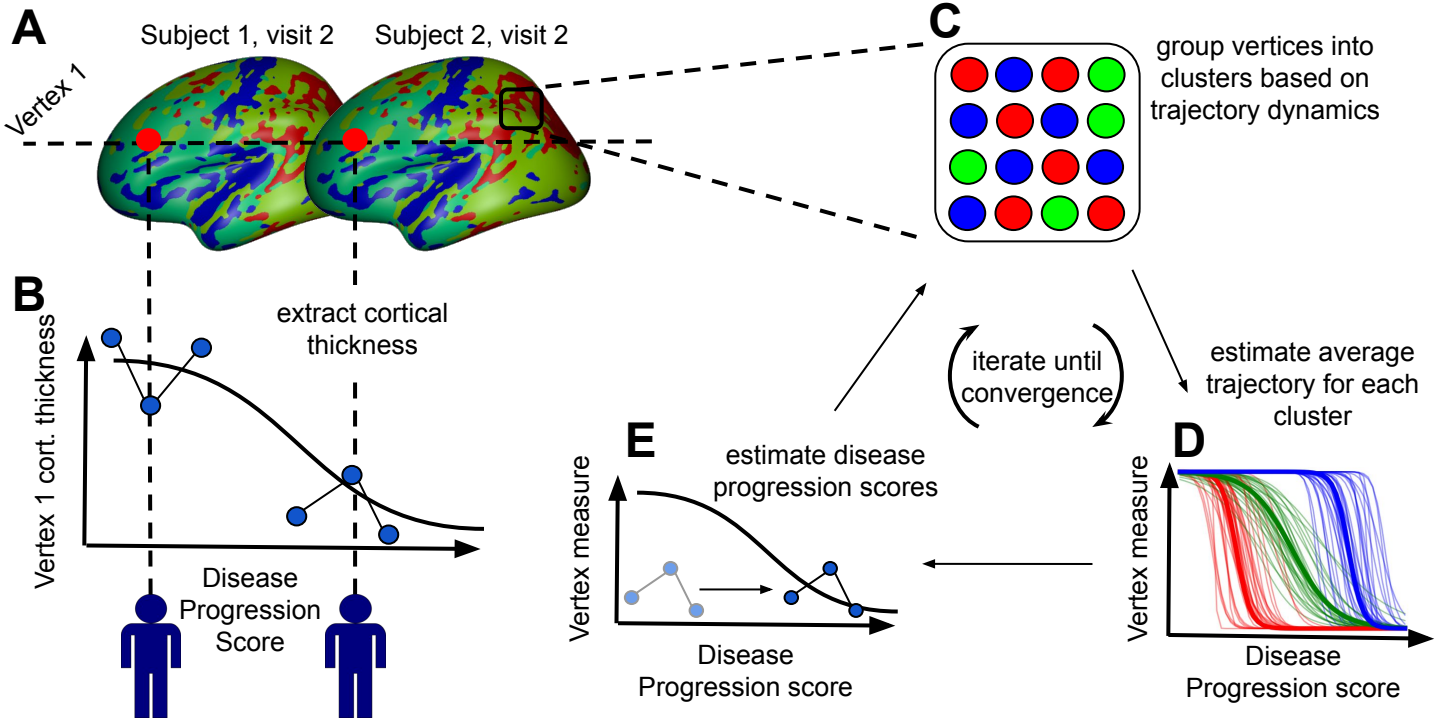 A
Subject 1, visit 2
Subject 2, visit 2
Vertex 1
C
group vertices into
clusters based on
trajectory dynamics
B
Vertex 1 cort. thickness
extract cortical
thickness
Disease
Progression
Score
iterate until
convergence
estimate average
trajectory for each
cluster
D
Vertex measure
Disease
Progression score
E
estimate disease
progression scores
Vertex measure
Disease
Progression score